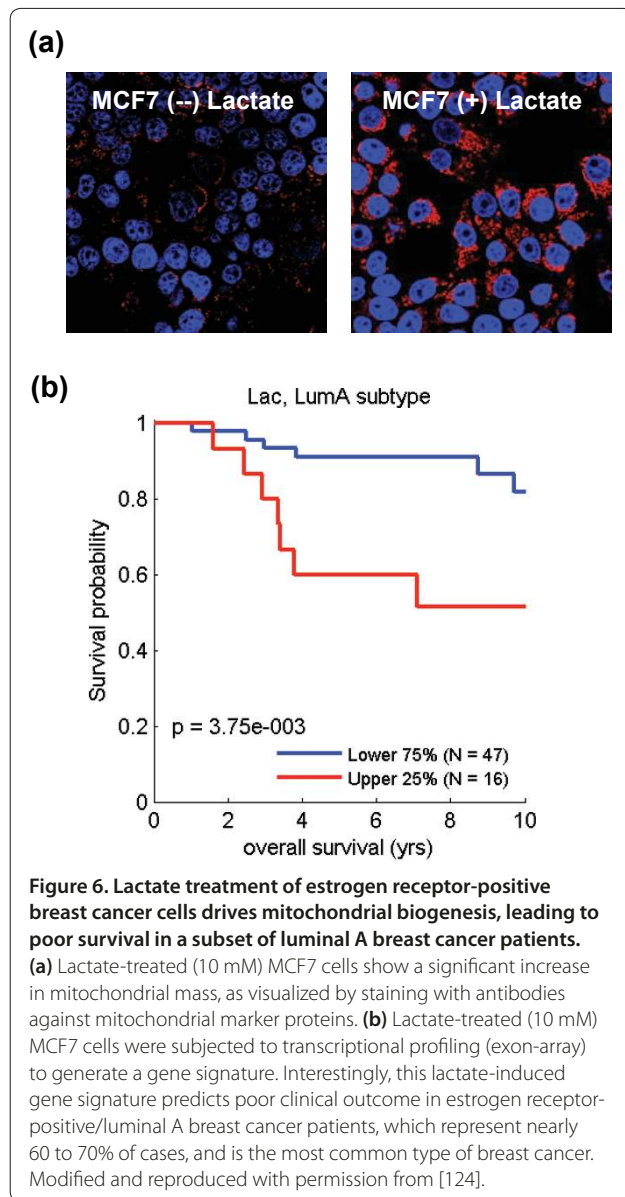 (a)
MCF7 (--) Lactate
MCF7 (+) Lactate
(b)
Lac, LumA subtype
1
0.8
0.6
0.4
0.2
0
Survival probability
p = 3.75e-003
Lower 75% (N = 47)
Upper 25% (N = 16)
0 2 4 6 8 10
overall survival (yrs)
Figure 6. Lactate treatment of estrogen receptor-positive
breast cancer cells drives mitochondrial biogenesis, leading to
poor survival in a subset of luminal A breast cancer patients.
(a) Lactate-treated (10 mM) MCF7 cells show a significant increase
in mitochondrial mass, as visualized by staining with antibodies
against mitochondrial marker proteins. (b) Lactate-treated (10 mM)
MCF7 cells were subjected to transcriptional profiling (exon-array)
to generate a gene signature. Interestingly, this lactate-induced
gene signature predicts poor clinical outcome in estrogen receptor-
positive/luminal A breast cancer patients, which represent nearly
60 to 70% of cases, and is the most common type of breast cancer.
Modified and reproduced with permission from [124].